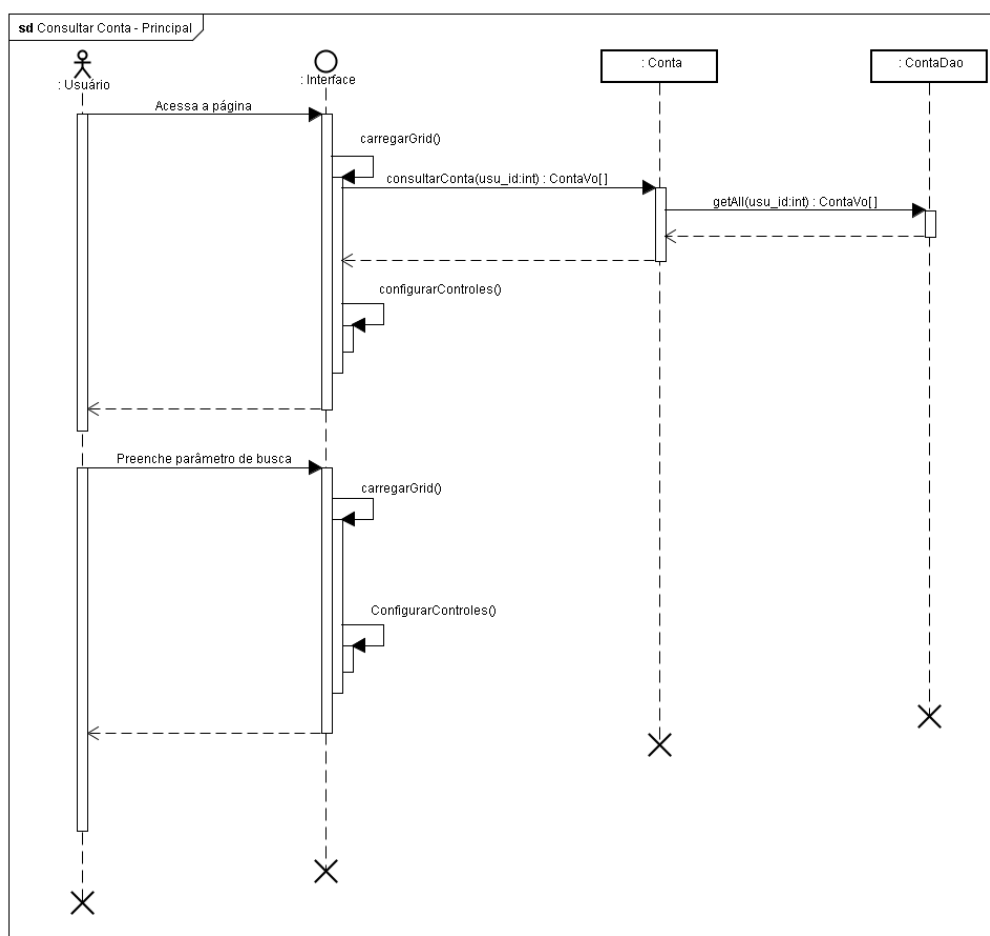 sd Consultar Conta - Principal
: Usuário
: Interface
: Conta
: ContaDao
Acessa a página
carregarGrid()
consultarConta(usu_id:int) : ContaVo[ ]
getAll(usu_id:int) : ContaVo[ ]
configurarControles()
Preenche parâmetro de busca
carregarGrid()
ConfigurarControles()